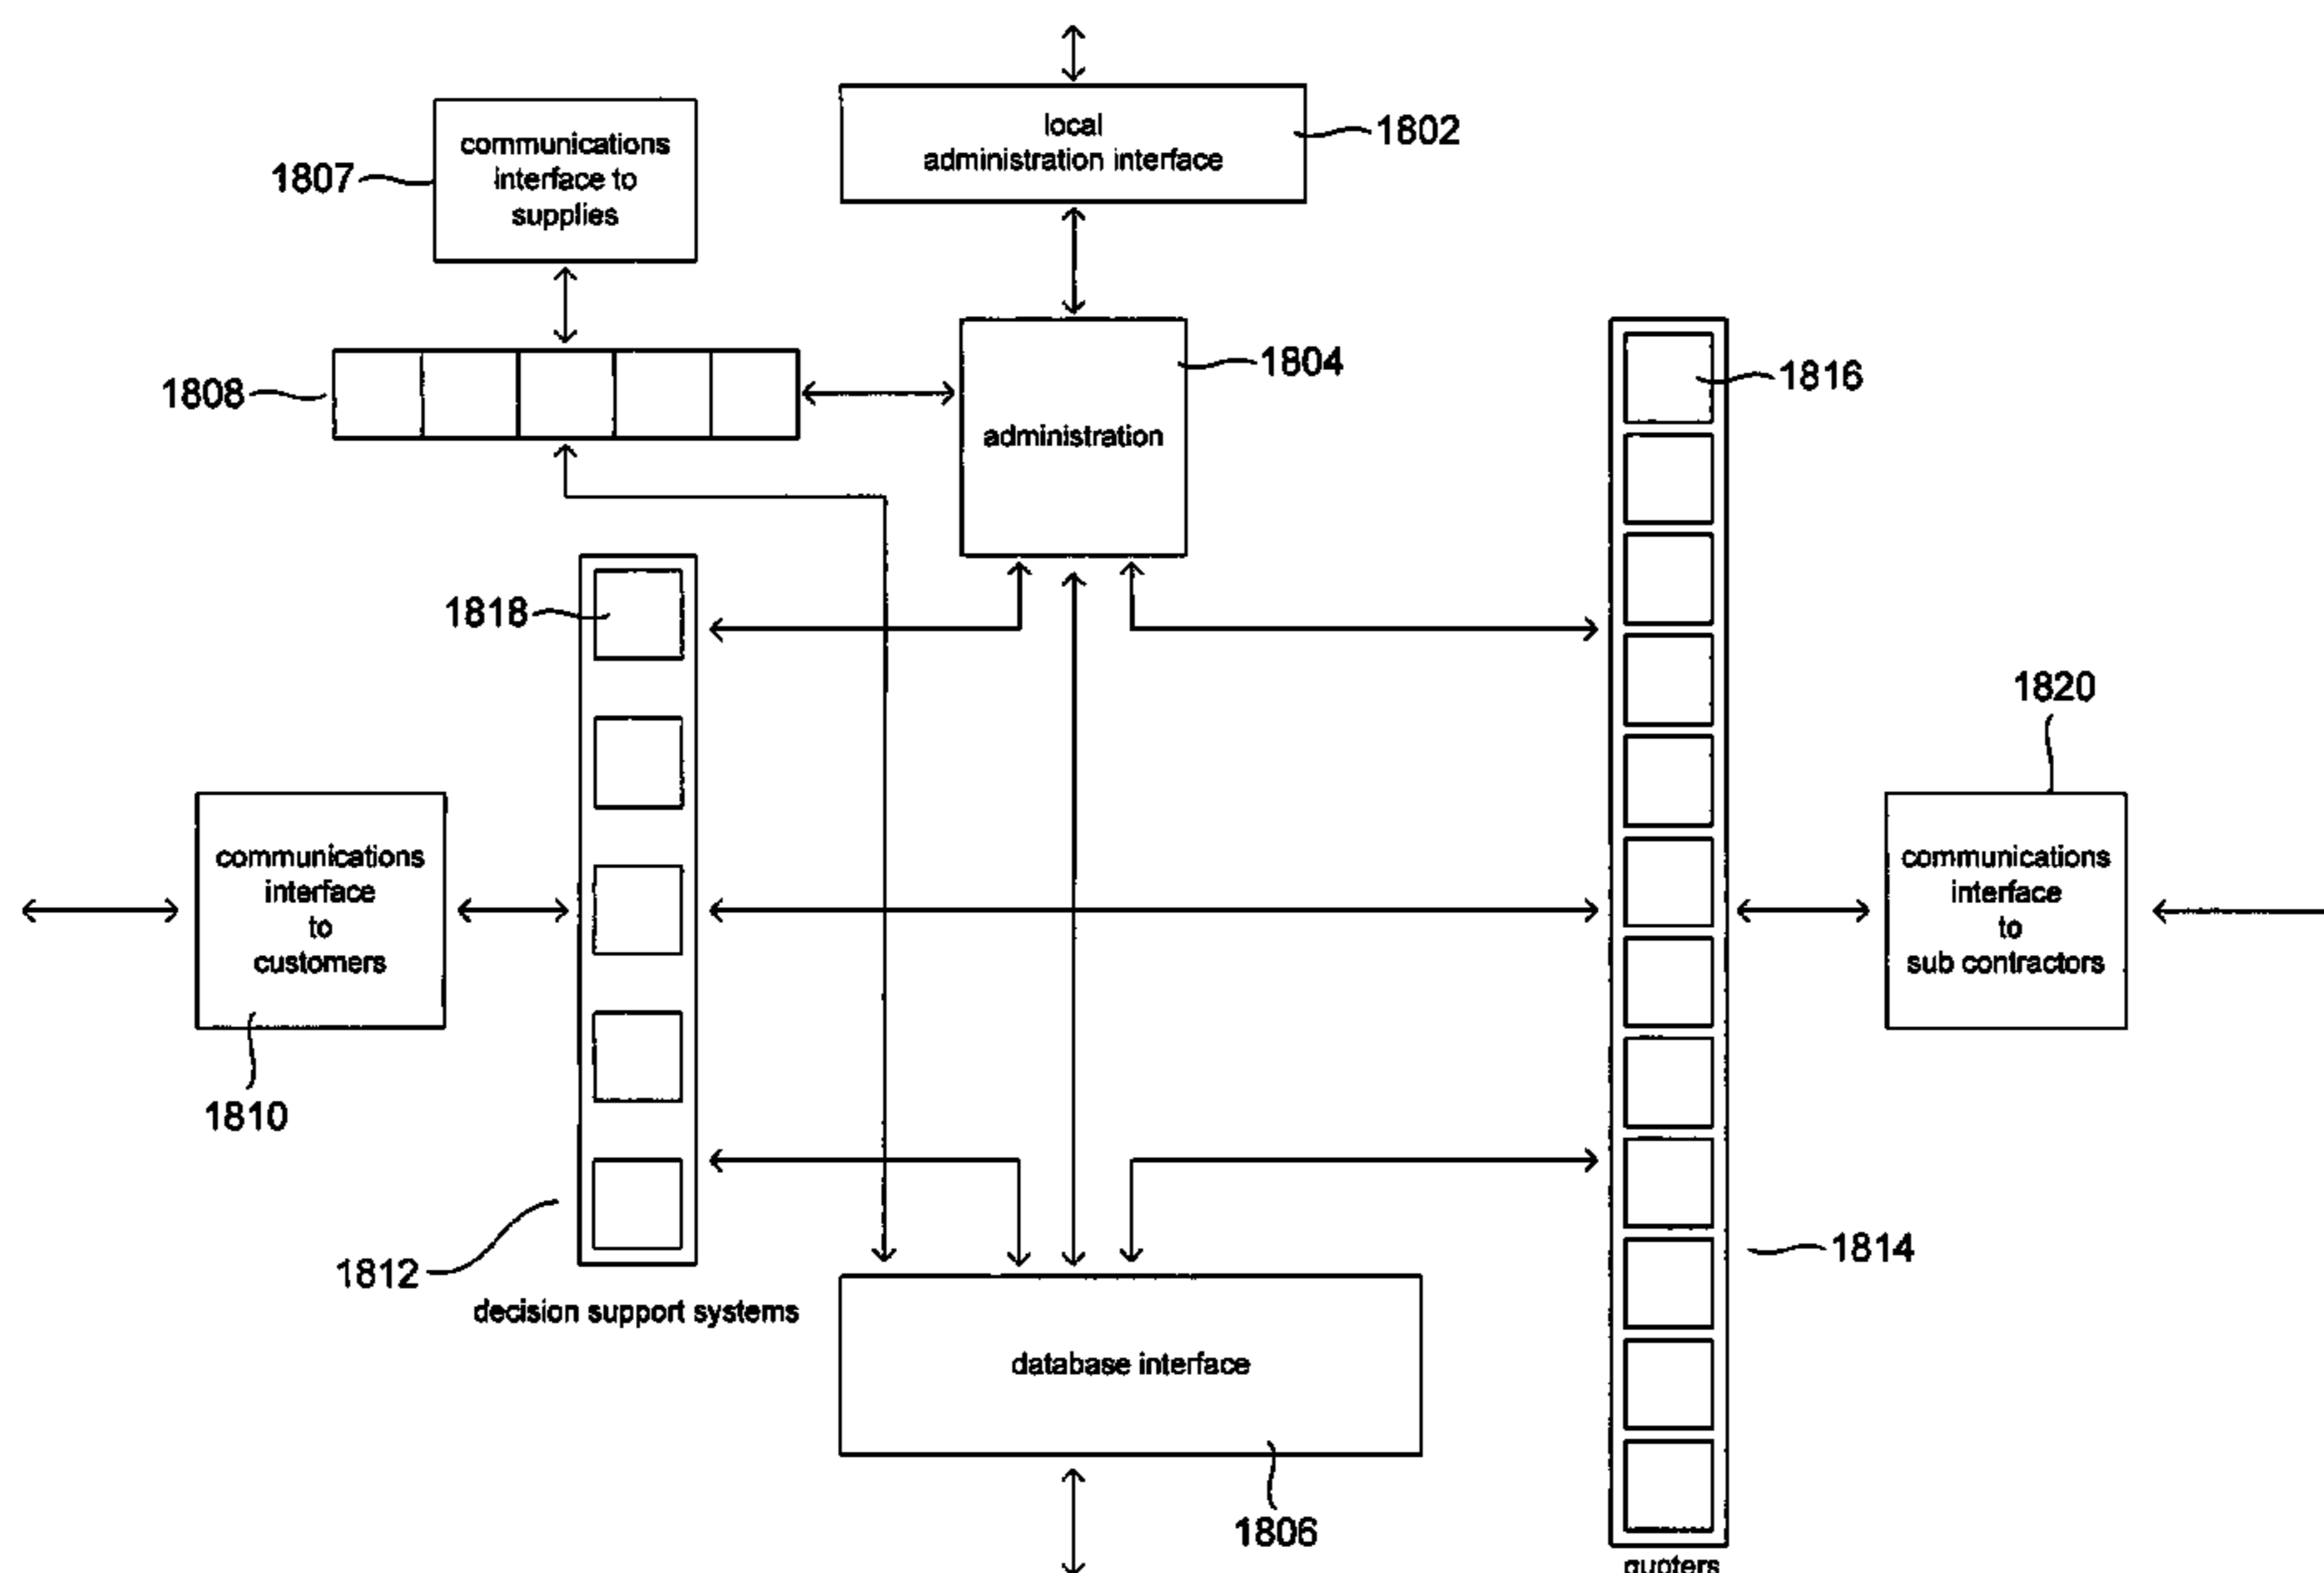 local
administration interface
1802
communications
interface to
supplies
1807
1808
administration
1804
1816
1818
1820
communications
interface
to
customers
1810
communications
interface
to
sub contractors
1812
decision support systems
1814
database interface
1806
quoters